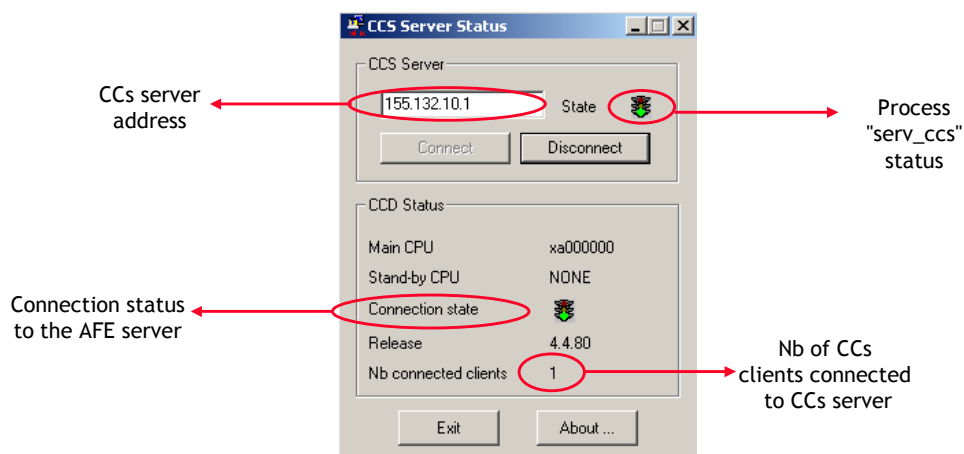 CCS Server Status
CCS Server
CCs server
address
155.132.10.1
State
Process
"serv_ccs"
status
Connect
Disconnect
CCD Status
Main CPU
xa000000
Stand-by CPU
NONE
Connection status
to the AFE server
Connection state
Release
4.4.80
Nb connected clients
1
Nb of CCs
clients connected
to CCs server
Exit
About ...